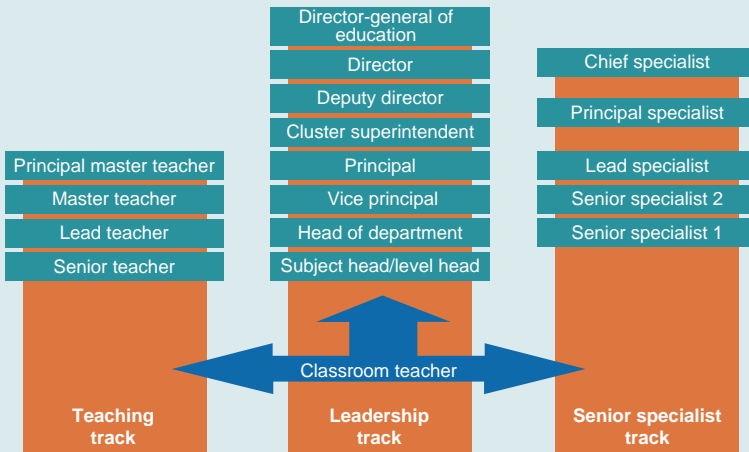 Principal master teacher
Master teacher
Lead teacher
Senior teacher
Teaching
track
Director-general of
education
Director
Deputy director
Cluster superintendent
Principal
Vice principal
Head of department
Subject head/level head
Classroom teacher
Leadership
track
Chief specialist
Principal specialist
Lead specialist
Senior specialist 2
Senior specialist 1
Senior specialist
track